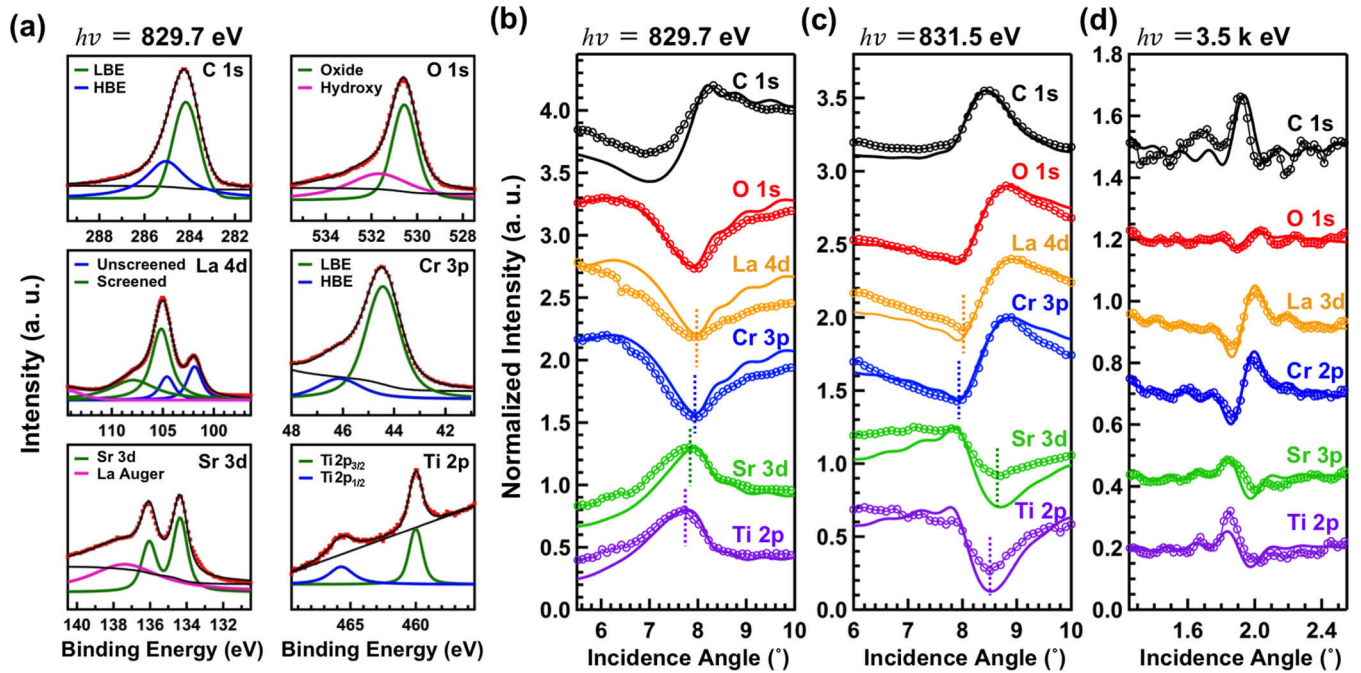 (a)
hν = 829.7 eV
Intensity (a. u.)
LBE
HBE
C 1s
288 286 284 282
Oxide
Hydroxy
O 1s
534 532 530 528
Unscreened
Screened
La 4d
110 105 100
LBE
HBE
Cr 3p
48 46 44 42
Sr 3d
La Auger
Sr 3d
140 138 136 134 132
Binding Energy (eV)
Ti 2p3/2
Ti 2p1/2
Ti 2p
465 460
Binding Energy (eV)
(b)
hν = 829.7 eV
Normalized Intensity (a. u.)
4.0
3.5
3.0
2.5
2.0
1.5
1.0
0.5
0.0
C 1s
O 1s
La 4d
Cr 3p
Sr 3d
Ti 2p
6 7 8 9 10
Incidence Angle (°)
(c)
hν = 831.5 eV
3.5
3.0
2.5
2.0
1.5
1.0
0.5
0.0
C 1s
O 1s
La 4d
Cr 3p
Sr 3d
Ti 2p
6 7 8 9 10
Incidence Angle (°)
(d)
hν = 3.5 k eV
1.8
1.6
1.4
1.2
1.0
0.8
0.6
0.4
0.2
0.0
C 1s
O 1s
La 3d
Cr 2p
Sr 3p
Ti 2p
1.6 2.0 2.4
Incidence Angle (°)